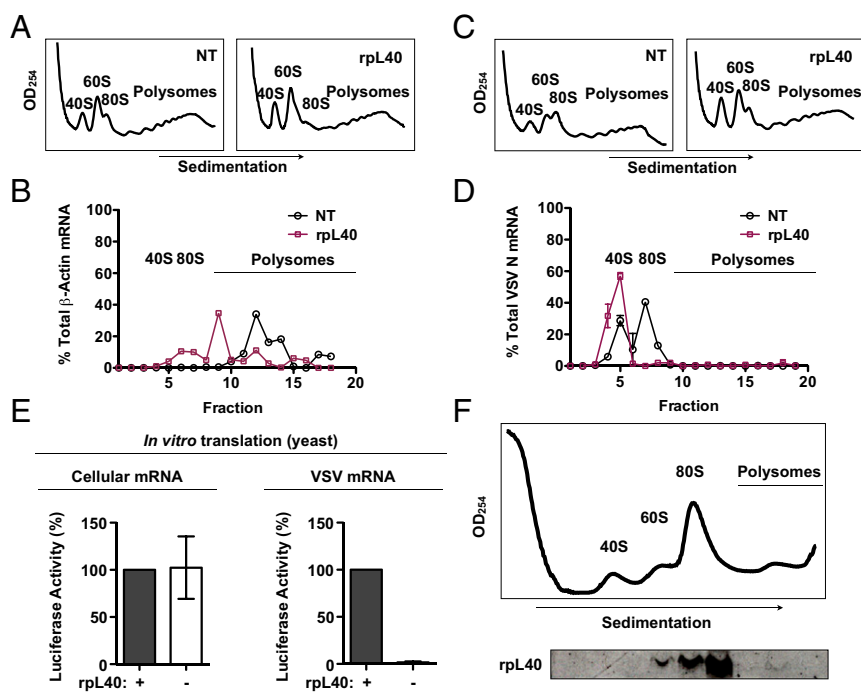 A
NT
rpL40
OD254
40S
60S
80S
Polysomes
40S
60S
80S
Polysomes
Sedimentation
C
NT
rpL40
OD254
40S
60S
80S
Polysomes
40S
60S
80S
Polysomes
Sedimentation
B
% Total β-Actin mRNA
100
80
60
40
20
0
NT
rpL40
40S 80S
Polysomes
5
10
15
20
Fraction
D
% Total VSV N mRNA
100
80
60
40
20
0
NT
rpL40
40S 80S
Polysomes
5
10
15
20
Fraction
E
In vitro translation (yeast)
Cellular mRNA
VSV mRNA
Luciferase Activity (%)
150
100
50
0
rpL40: + -
Luciferase Activity (%)
150
100
50
0
rpL40: + -
F
OD254
40S
60S
80S
Polysomes
Sedimentation
rpL40